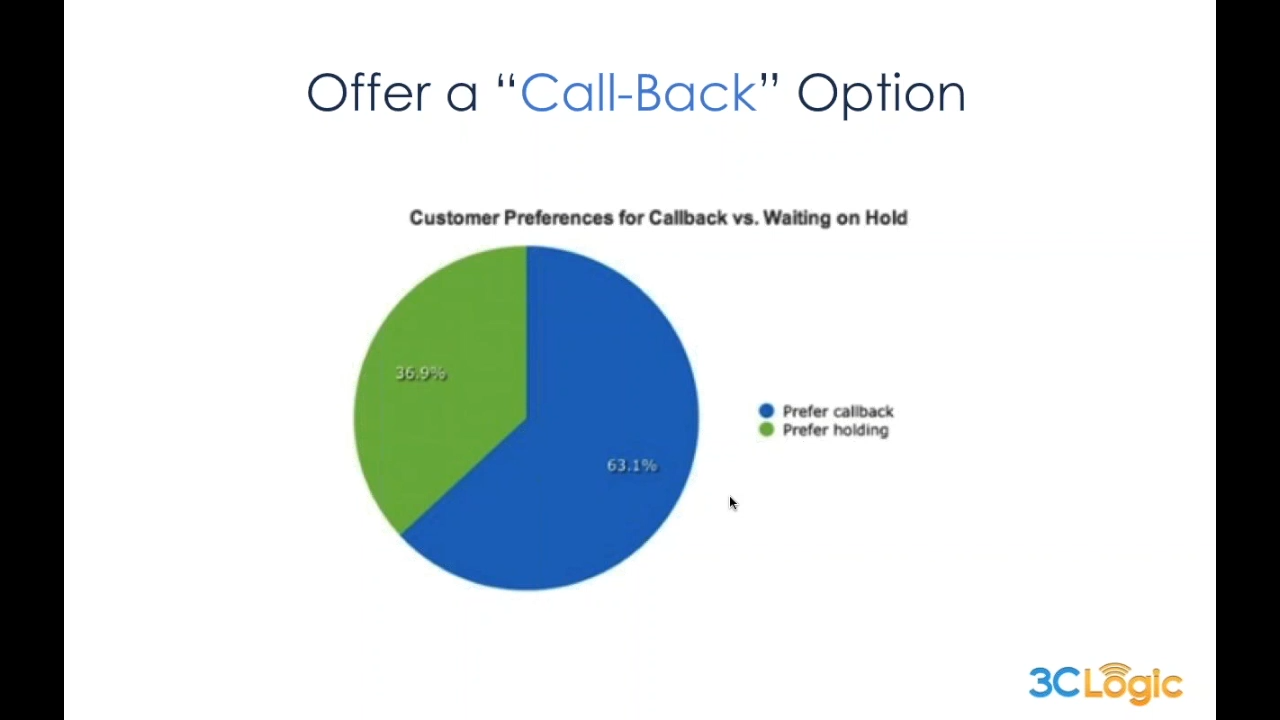 Offer a “Call-Back” Option
Customer Preferences for Callback vs. Waiting on Hold
36.9%
63.1%
Prefer callback
Prefer holding
3CLogic